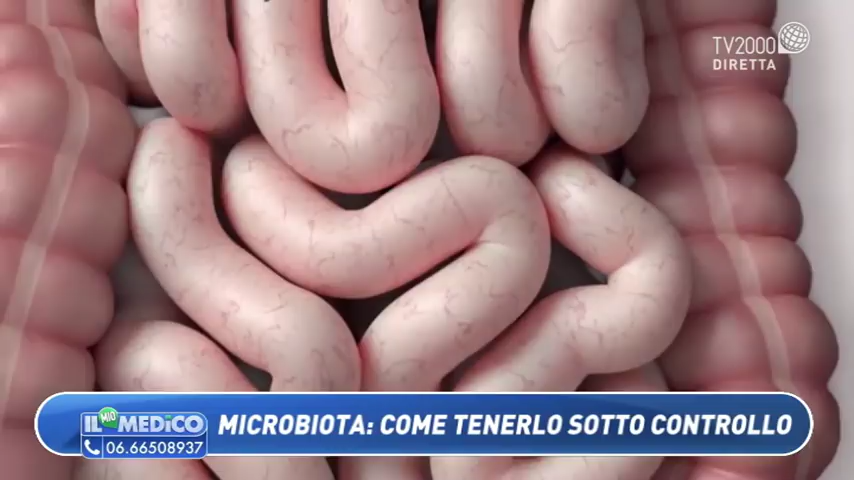 TV2000
DIRETTA
IL MIO MEDICO
06.66508937
MICROBIOTA: COME TENERLO SOTTO CONTROLLO